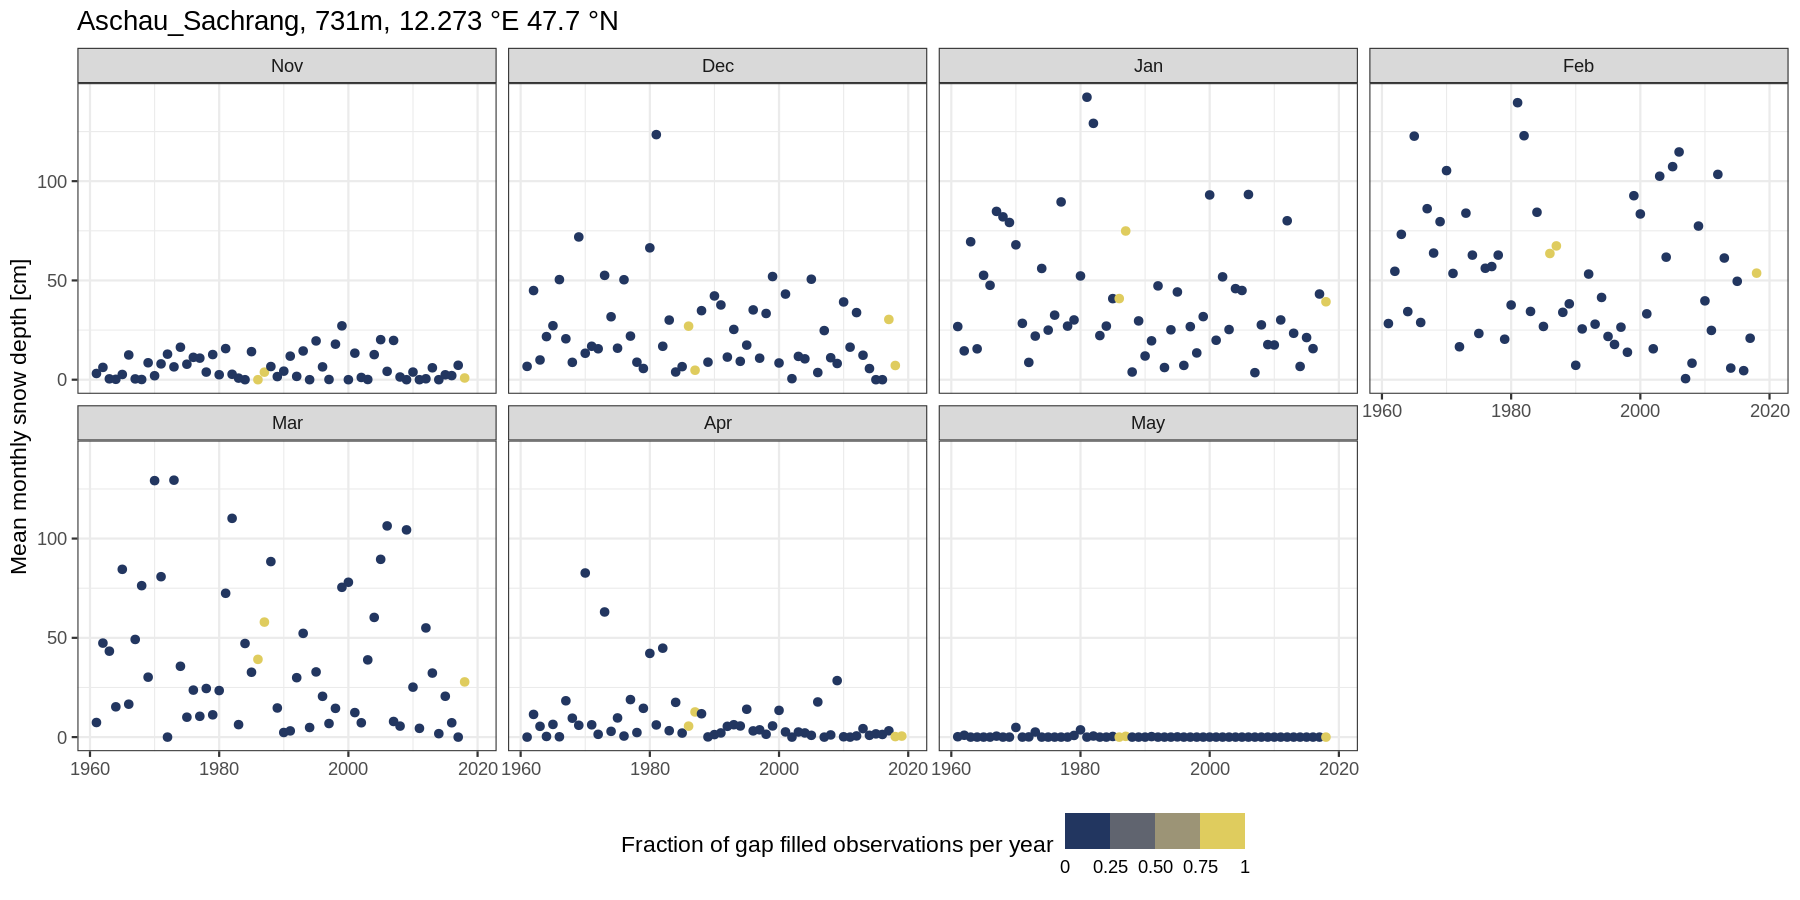 Aschau_Sachrang, 731m, 12.273 °E 47.7 °N
Nov
Dec
Jan
Feb
100
50
0
1960 1980 2000 2020
Mar
Apr
May
100
50
0
1960 1980 2000 2020
1960 1980 2000 2020
1960 1980 2000 2020
Mean monthly snow depth [cm]
Fraction of gap filled observations per year
0 0.25 0.50 0.75 1